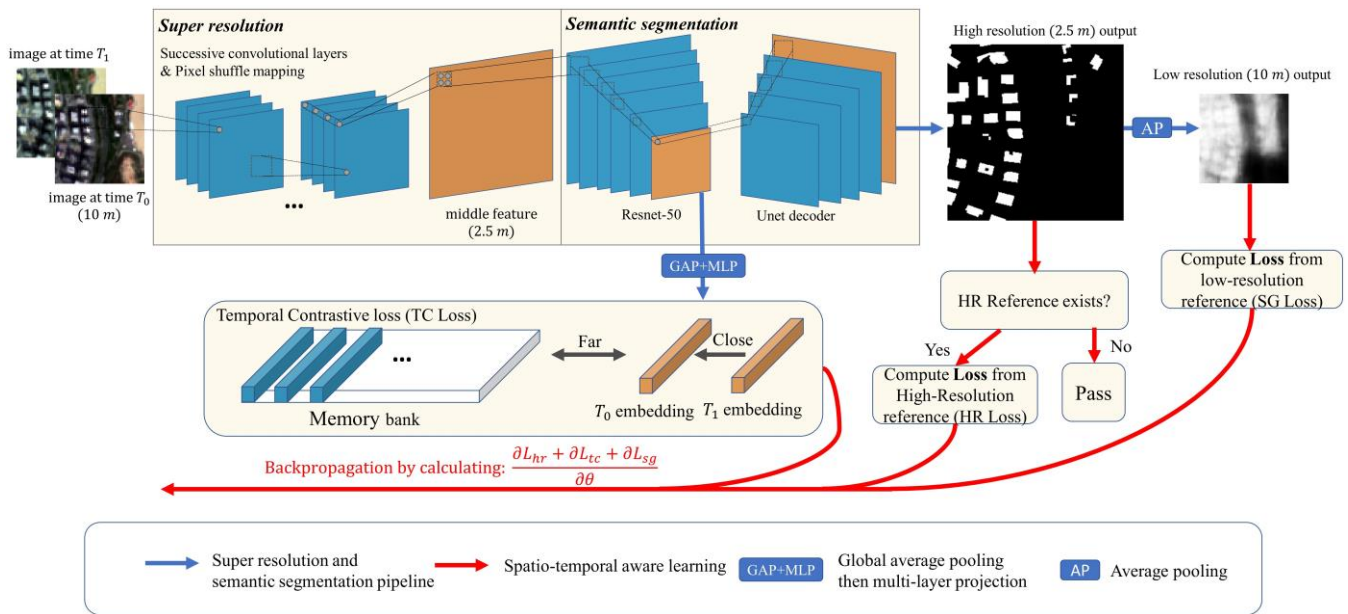 Super resolution
Successive convolutional layers
& Pixel shuffle mapping
image at time T₁
image at time T₀
(10 m)
...
middle feature
(2.5 m)
Semantic segmentation
Resnet-50
Unet decoder
High resolution (2.5 m) output
AP
Low resolution (10 m) output
GAP+MLP
Temporal Contrastive loss (TC Loss)
...
Memory bank
Far
Close
T₀ embedding
T₁ embedding
HR Reference exists?
Yes
No
Compute Loss from
High-Resolution
reference (HR Loss)
Pass
Compute Loss from
low-resolution
reference (SG Loss)
Backpropagation by calculating: ∂L_hr + ∂L_tc + ∂L_sg
∂θ
Super resolution and
semantic segmentation pipeline
Spatio-temporal aware learning
GAP+MLP
Global average pooling
then multi-layer projection
AP
Average pooling